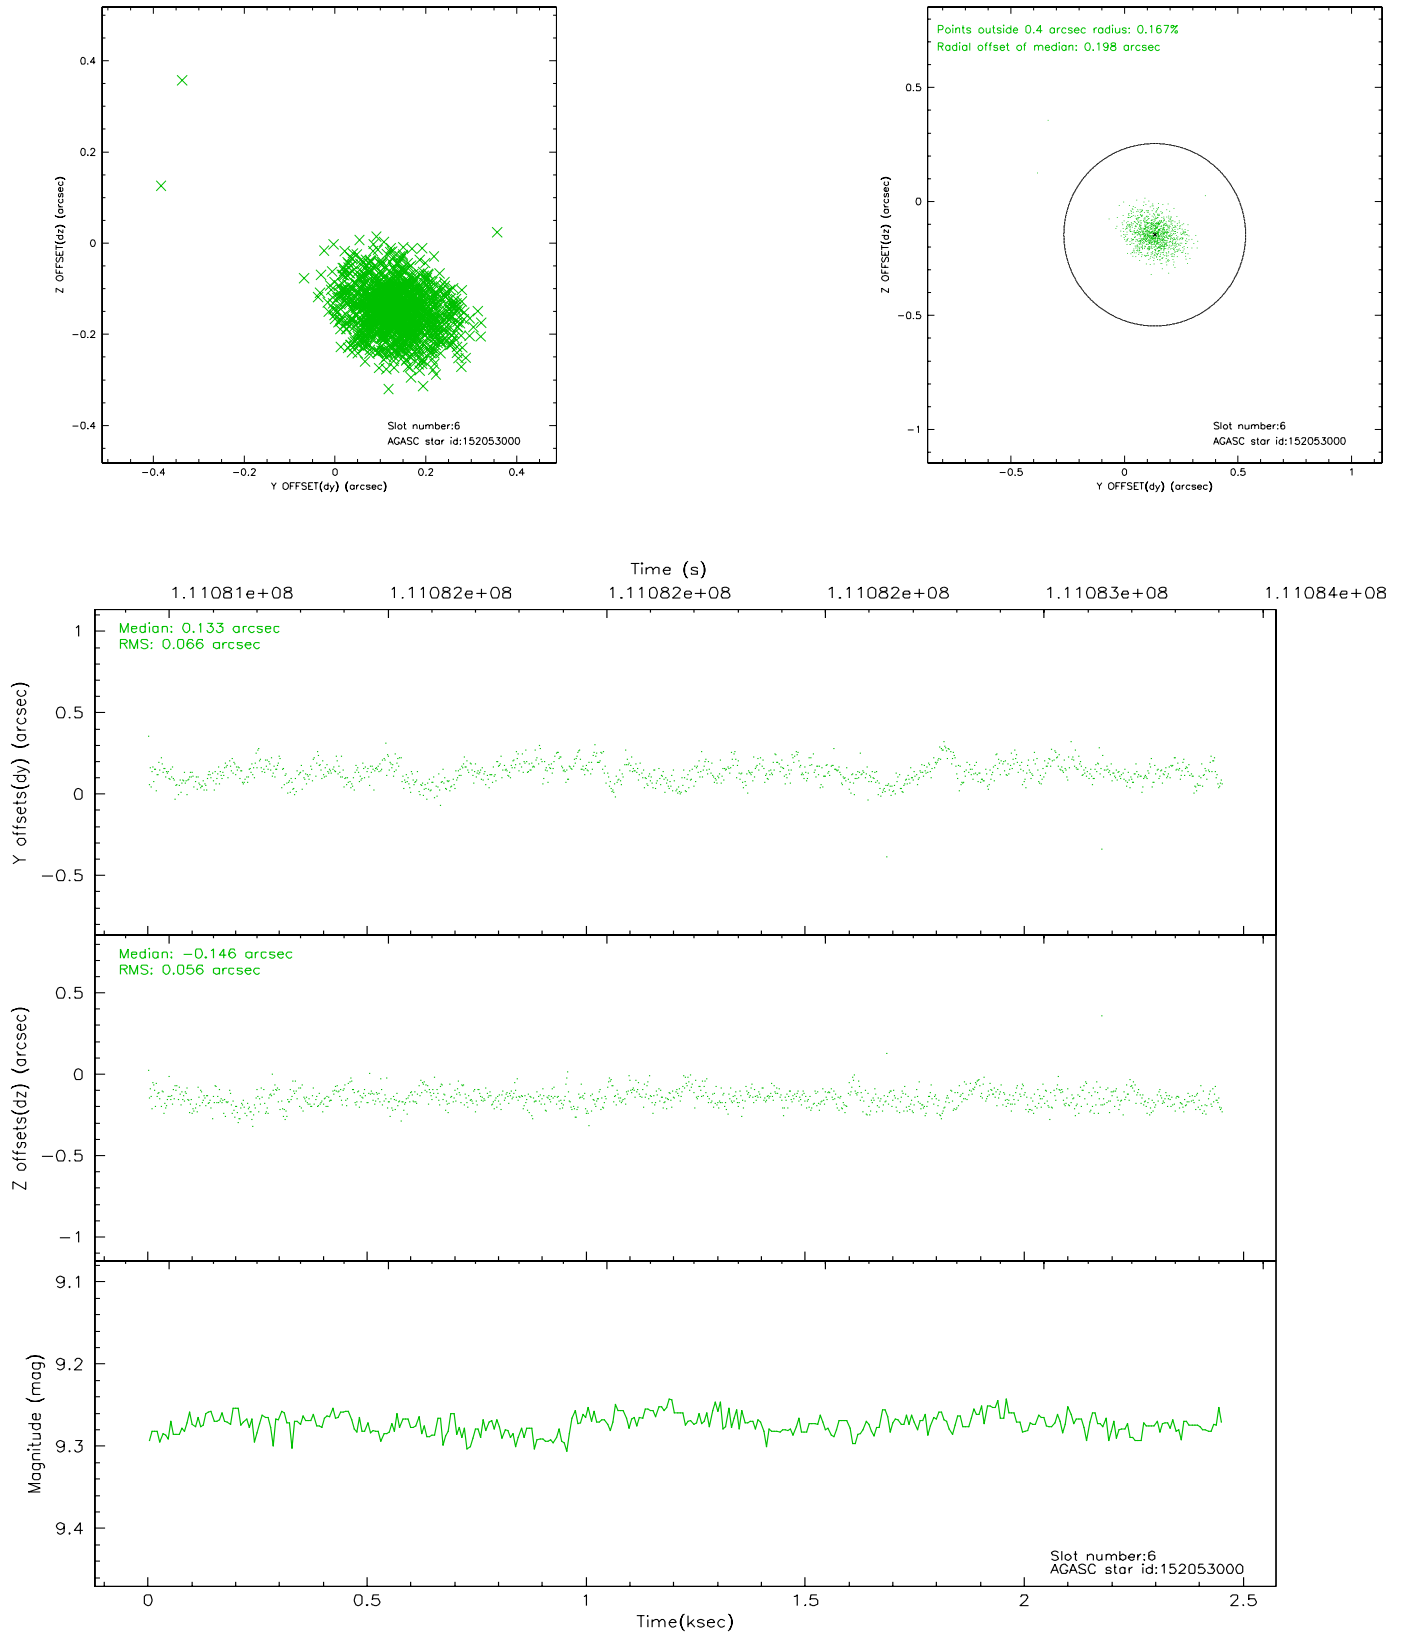 0.4
0.2
0
−0.2
−0.4
Z OFFSET(dz) (arcsec)
Slot number:6
AGASC star id:152053000
−0.4 −0.2 0 0.2 0.4
Y OFFSET(dy) (arcsec)
Points outside 0.4 arcsec radius: 0.167%
Radial offset of median: 0.198 arcsec
0.5
0
−0.5
−1
Z OFFSET(dz) (arcsec)
Slot number:6
AGASC star id:152053000
−0.5 0 0.5 1
Y OFFSET(dy) (arcsec)
Time (s)
1.11081e+08 1.11082e+08 1.11082e+08 1.11082e+08 1.11083e+08 1.11084e+08
Median: 0.133 arcsec
RMS: 0.066 arcsec
1
0.5
0
−0.5
Y offsets(dy) (arcsec)
Median: −0.146 arcsec
RMS: 0.056 arcsec
0.5
0
−0.5
−1
Z offsets(dz) (arcsec)
9.1
9.2
9.3
9.4
Magnitude (mag)
Slot number:6
AGASC star id:152053000
0 0.5 1 1.5 2 2.5
Time(ksec)